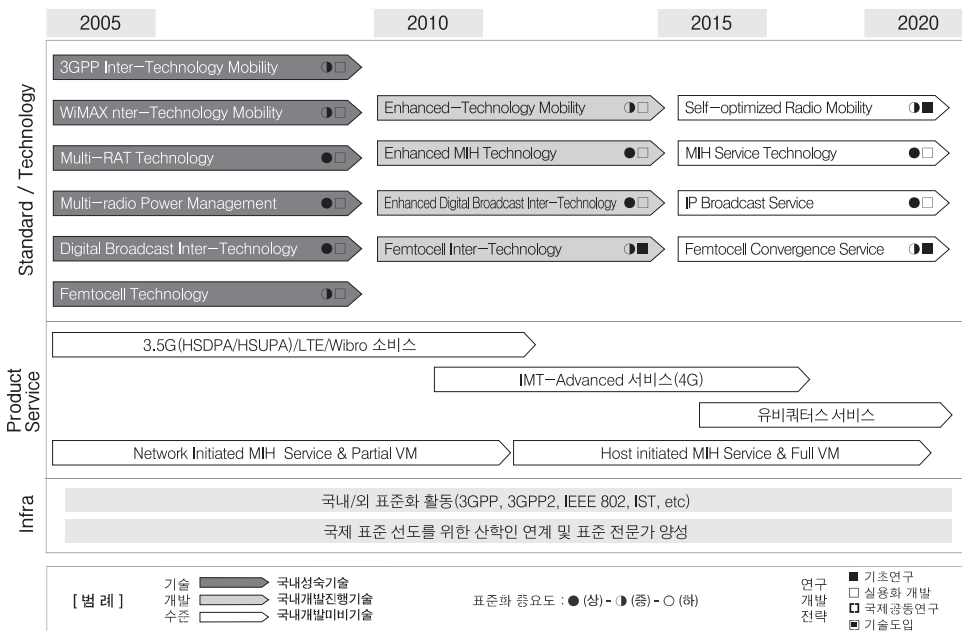 2005 2010 2015 2020
Standard / Technology
3GPP Inter-Technology Mobility ◑□
WiMAX nter-Technology Mobility ◑□
Enhanced-Technology Mobility ◑□
Self-optimized Radio Mobility ◑■
Multi-RAT Technology ●□
Enhanced MIH Technology ●□
MIH Service Technology ●□
Multi-radio Power Management ●□
Enhanced Digital Broadcast Inter-Technology ●□
IP Broadcast Service ●□
Digital Broadcast Inter-Technology ●□
Femtocell Inter-Technology ◑■
Femtocell Convergence Service ◑■
Femtocell Technology ◑□
Product
Service
3.5G(HSDPA/HSUPA)/LTE/Wibro 소비스
IMT-Advanced 서비스(4G)
유비쿼터스 서비스
Network Initiated MIH Service & Partial VM
Host initiated MIH Service & Full VM
Infra
국내/외 표준화 활동(3GPP, 3GPP2, IEEE 802, IST, etc)
국제 표준 선도를 위한 산학인 연계 및 표준 전문가 양성
[ 범 례 ]
기술
개발
수준
국내성숙기술
국내개발진행기술
국내개발미비기술
표준화 중요도 : ● (상) - ◑ (중) - ○ (하)
연구
개발
전략
■ 기초연구
□ 실용화 개발
국제공동연구
▣ 기술도입